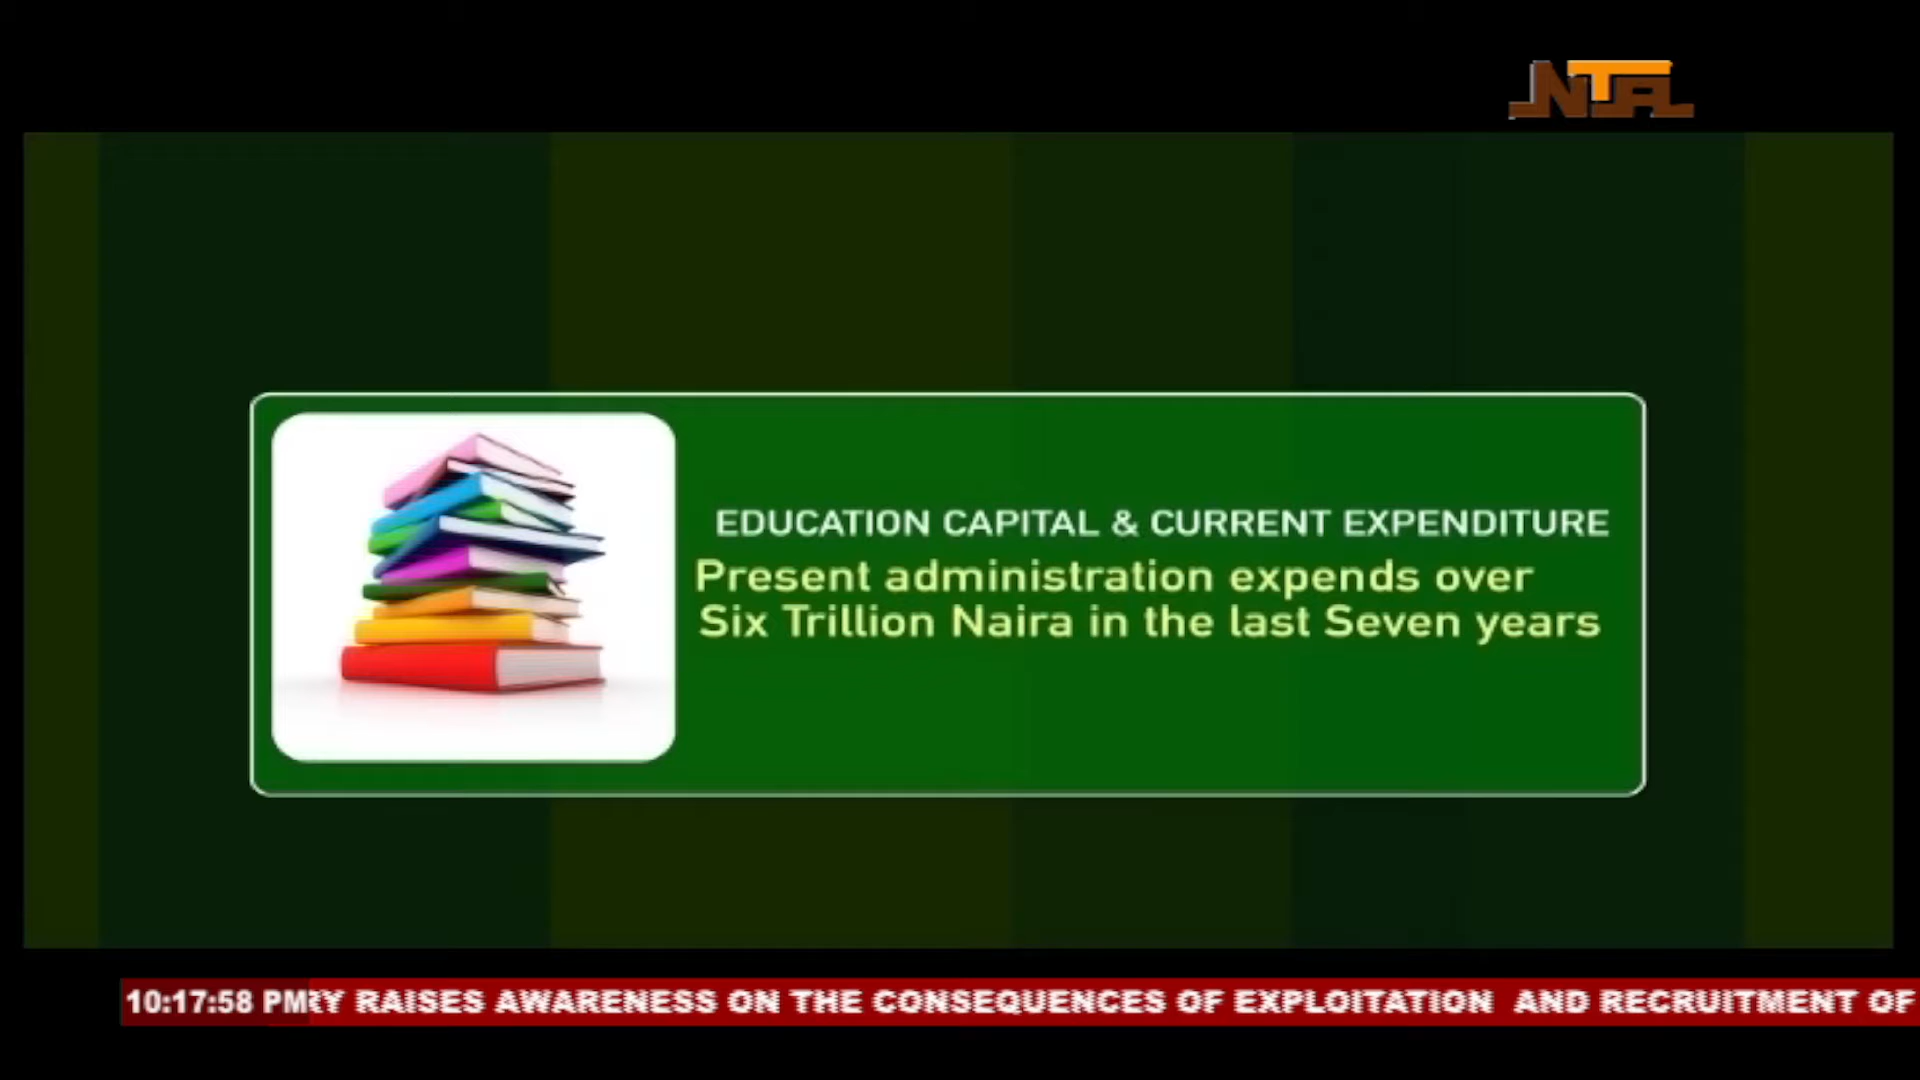 NTA
EDUCATION CAPITAL & CURRENT EXPENDITURE
Present administration expends over
Six Trillion Naira in the last Seven years
10:17:58 PM
RY RAISES AWARENESS ON THE CONSEQUENCES OF EXPLOITATION AND RECRUITMENT OF